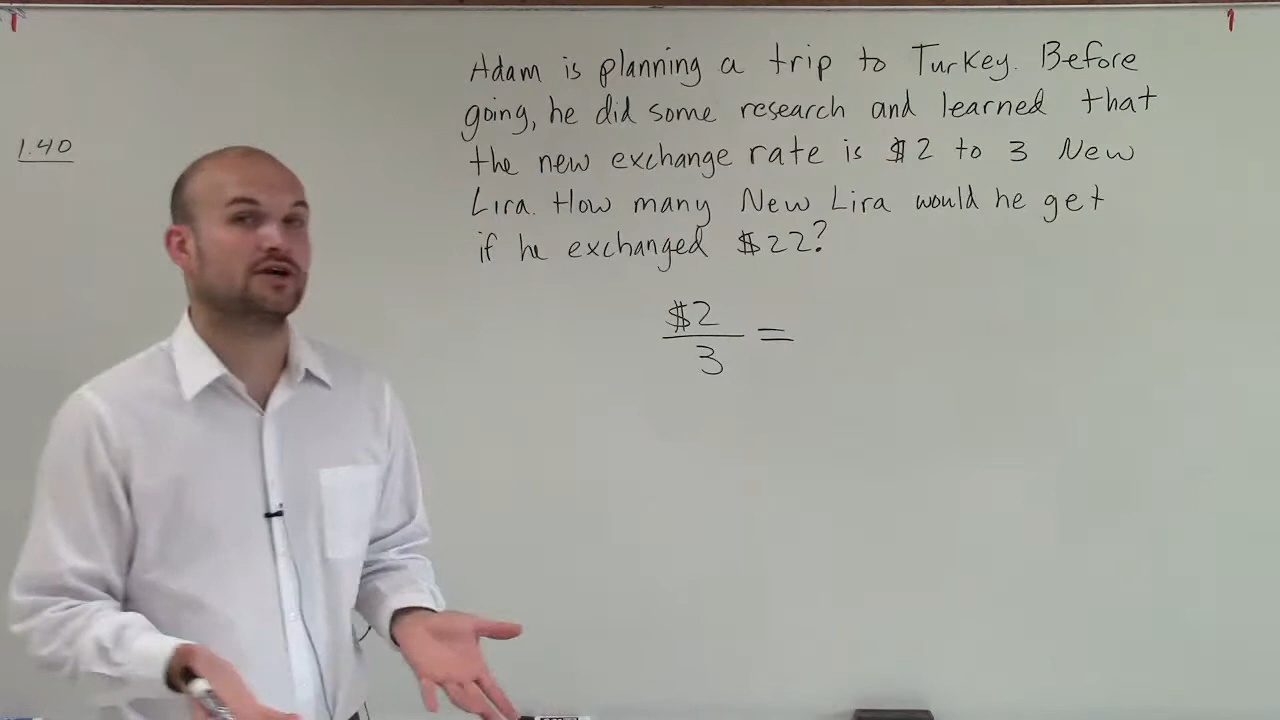 1.40
Adam is planning a trip to Turkey. Before
going, he did some research and learned that
the new exchange rate is $2 to 3 New
Lira. How many New Lira would he get
if he exchanged $22?
$2
3 =